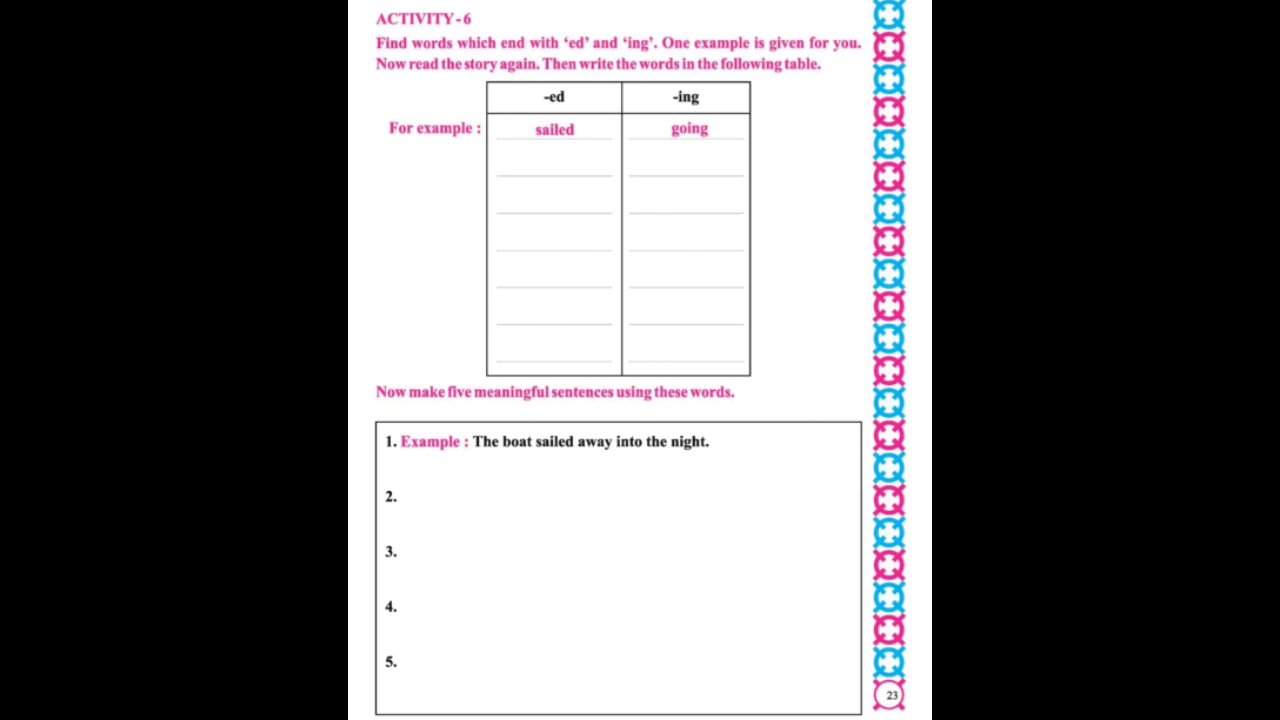 ACTIVITY-6
Find words which end with ‘ed’ and ‘ing’. One example is given for you.
Now read the story again. Then write the words in the following table.
-ed -ing
For example : sailed going
Now make five meaningful sentences using these words.
1. Example : The boat sailed away into the night.
2.
3.
4.
5.
23